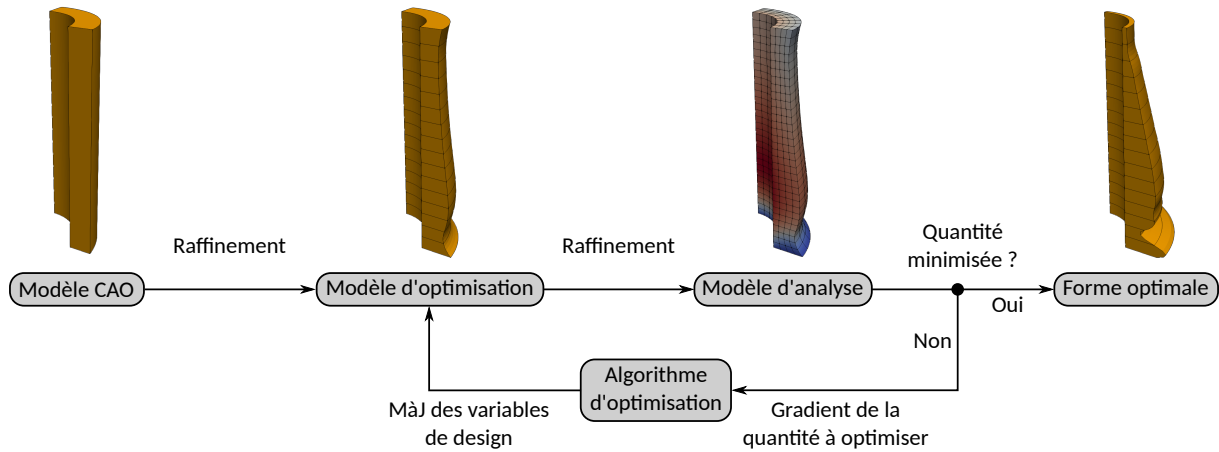 Raffinement
Raffinement
Quantité
minimisée ?
Modèle CAO
Modèle d'optimisation
Modèle d'analyse
Forme optimale
Oui
Non
Algorithme
d'optimisation
MàJ des variables
de design
Gradient de la
quantité à optimiser